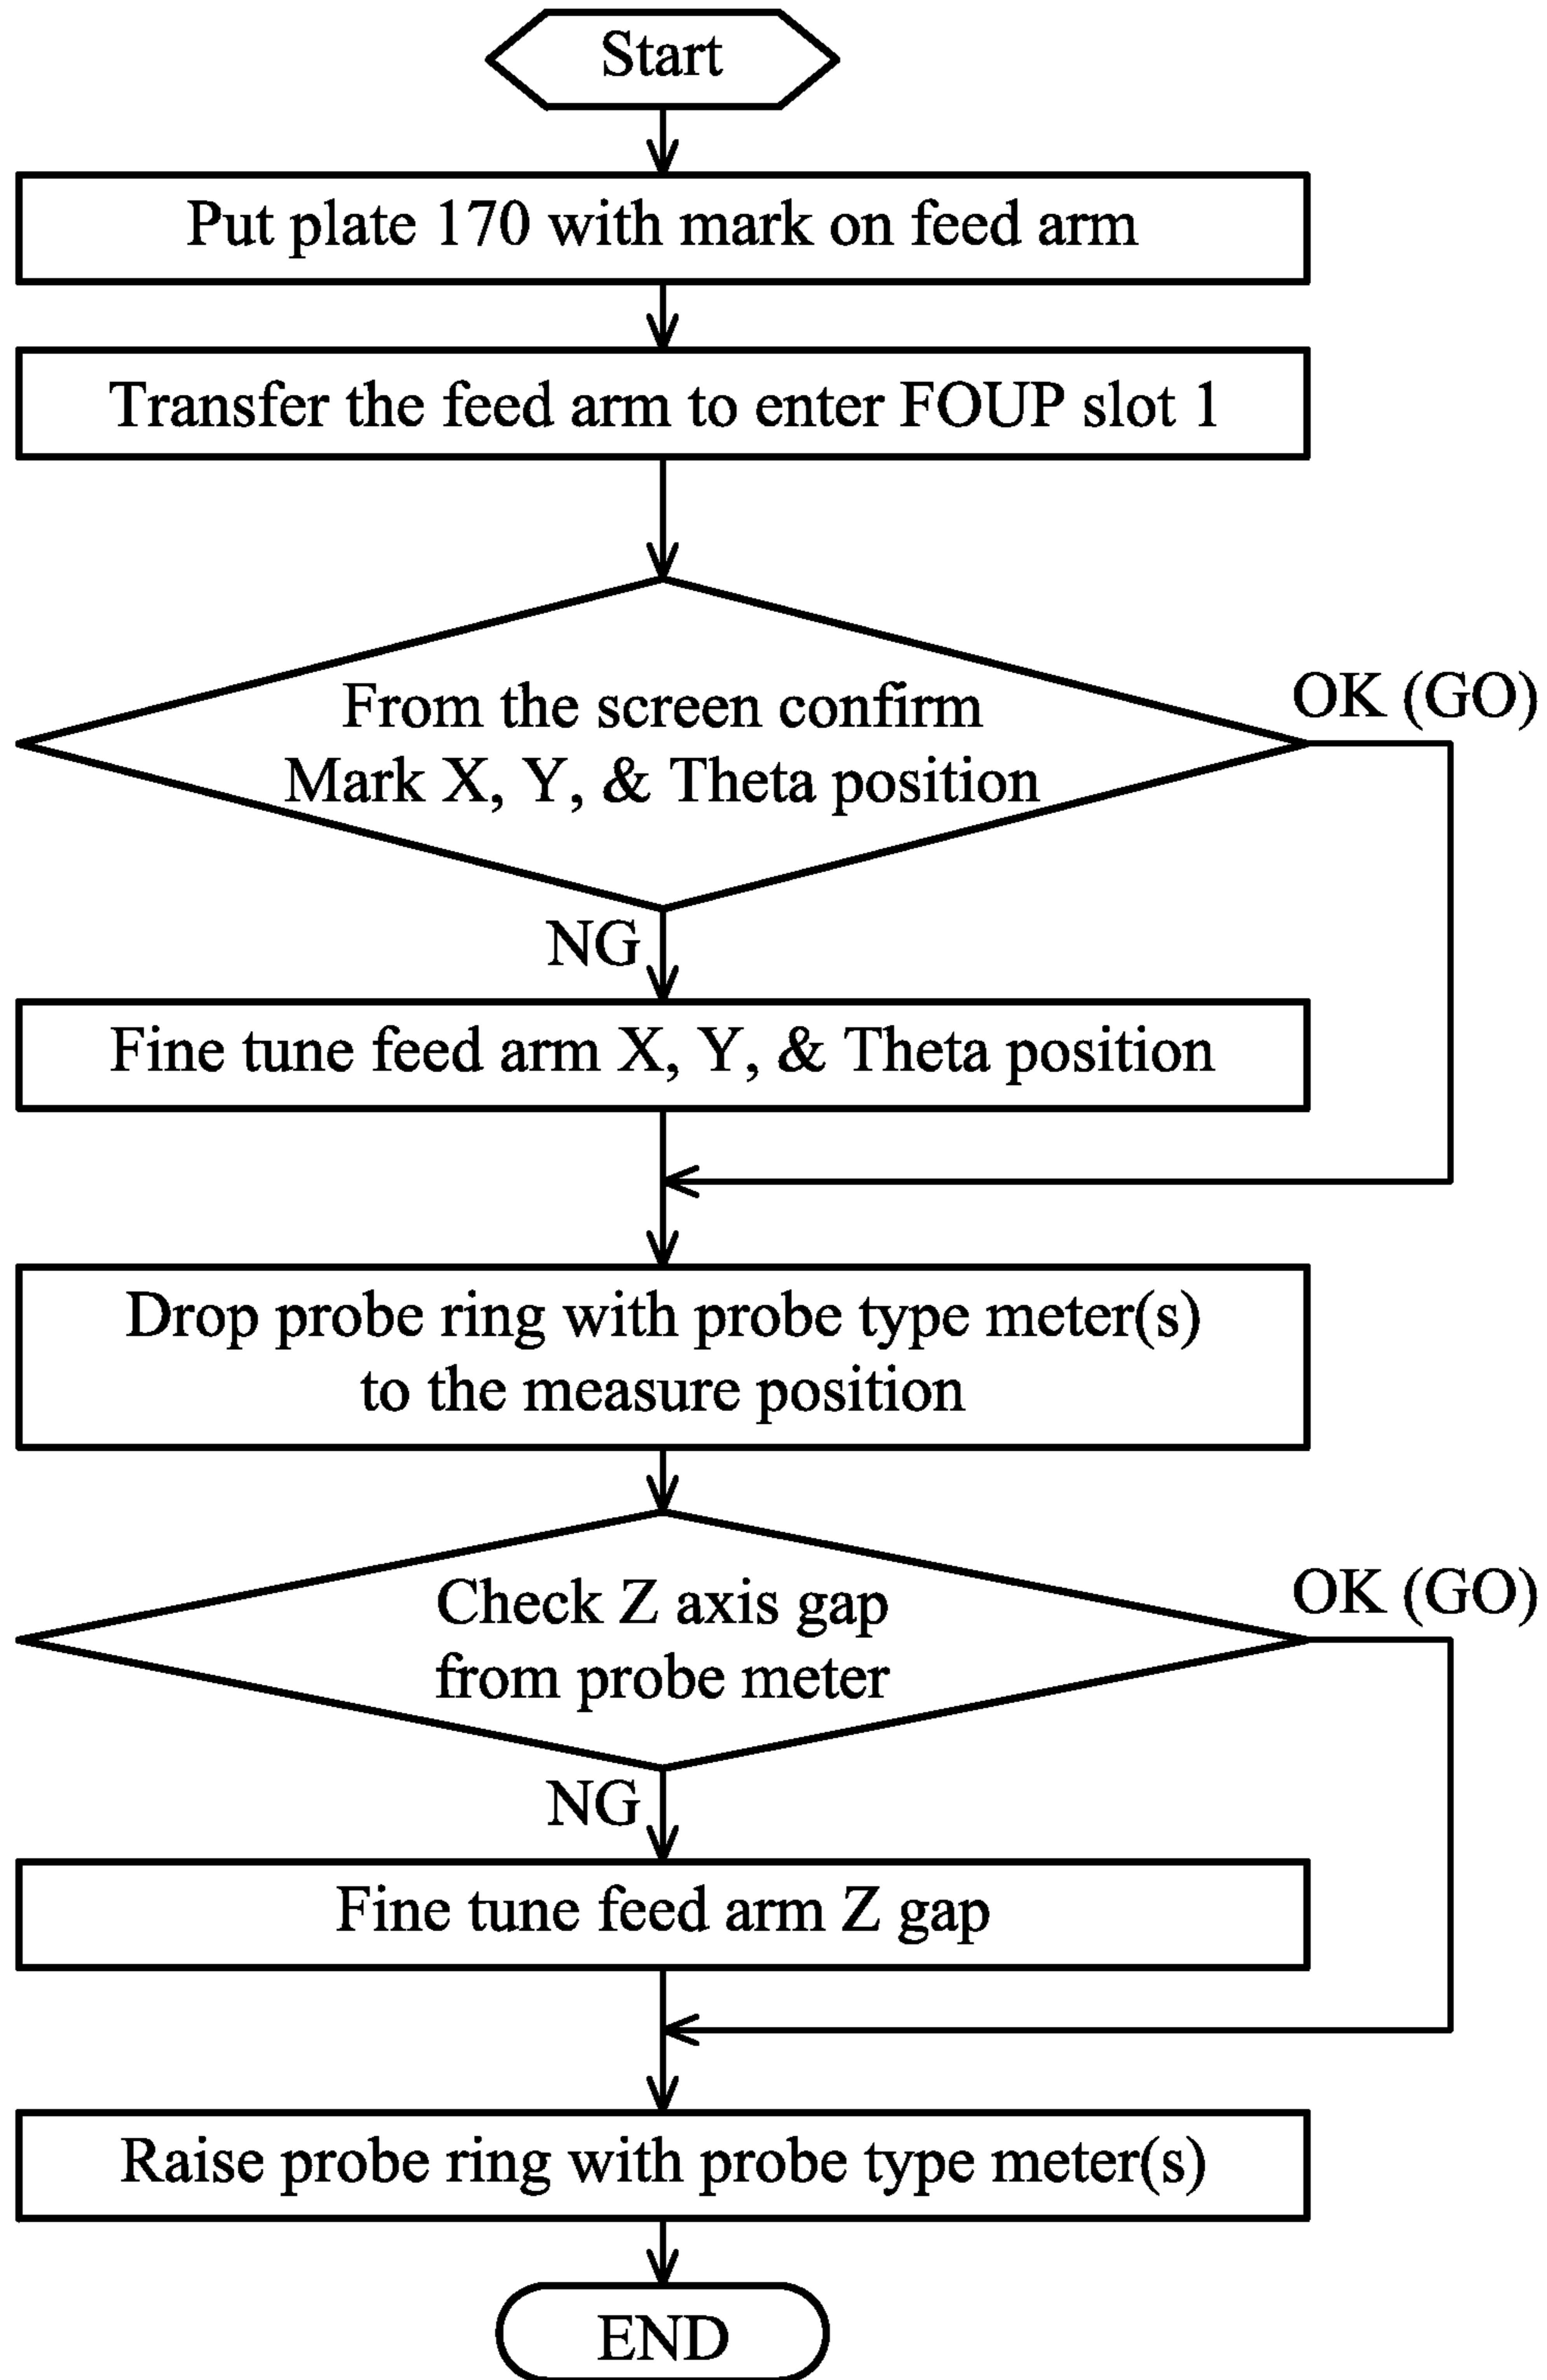 Start
Put plate 170 with mark on feed arm
Transfer the feed arm to enter FOUP slot 1
From the screen confirm
Mark X, Y, & Theta position
OK (GO)
NG
Fine tune feed arm X, Y, & Theta position
Drop probe ring with probe type meter(s)
to the measure position
Check Z axis gap
from probe meter
OK (GO)
NG
Fine tune feed arm Z gap
Raise probe ring with probe type meter(s)
END